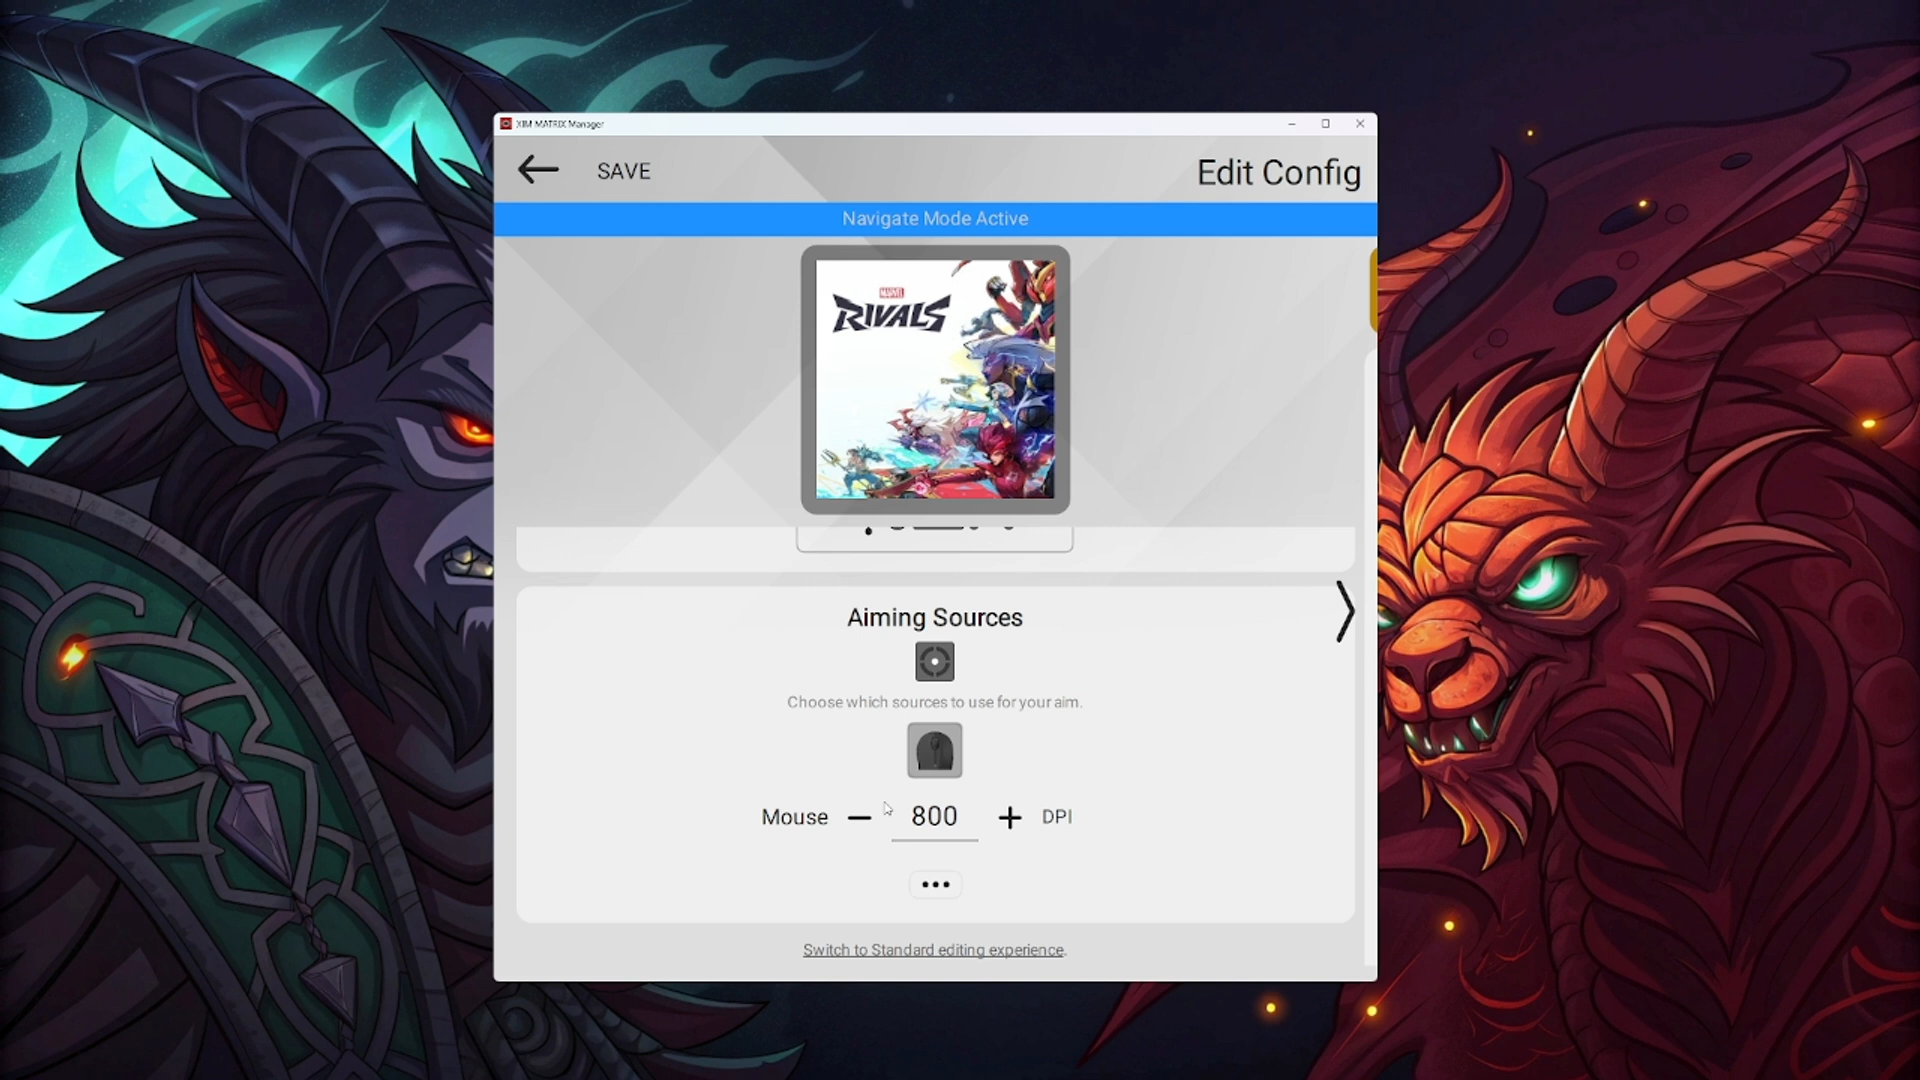 XIM MATRIX Manager
SAVE
Edit Config
Navigate Mode Active
MARVEL
RIVALS
Aiming Sources
Choose which sources to use for your aim.
Mouse
800
DPI
Switch to Standard editing experience.